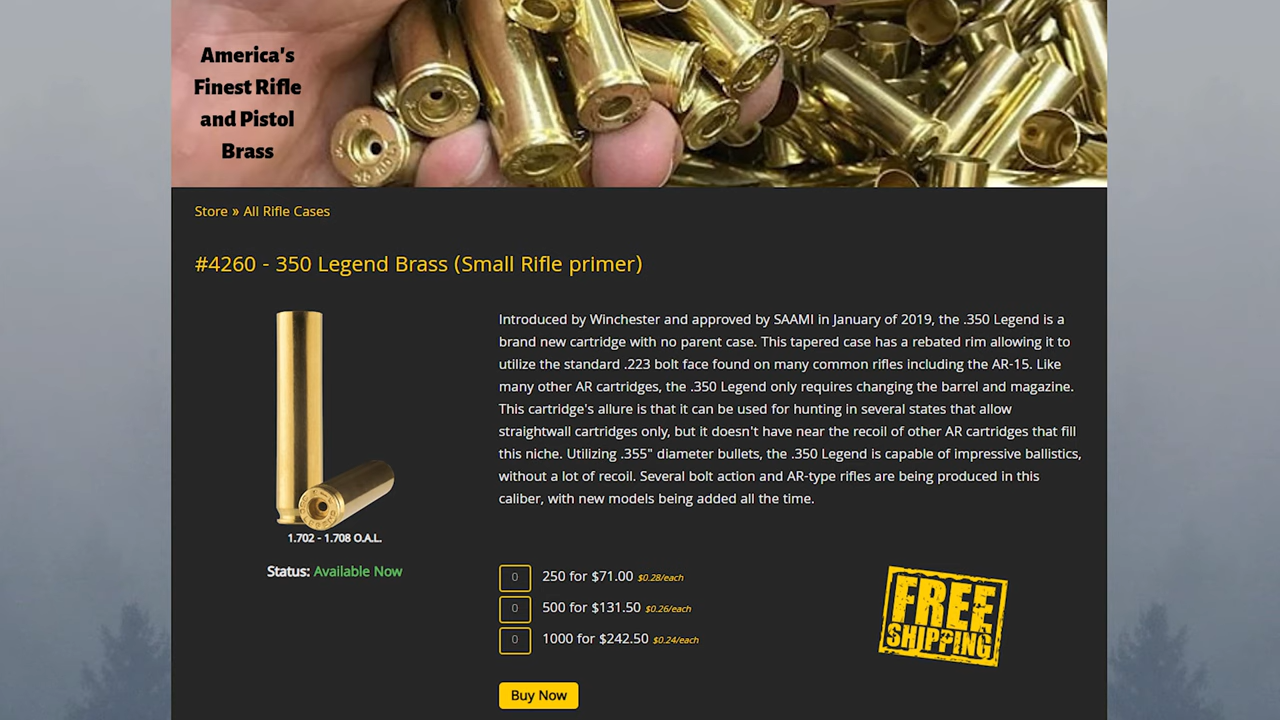 America's
Finest Rifle
and Pistol
Brass
Store » All Rifle Cases
#4260 - 350 Legend Brass (Small Rifle primer)
Introduced by Winchester and approved by SAAMI in January of 2019, the .350 Legend is a
brand new cartridge with no parent case. This tapered case has a rebated rim allowing it to
utilize the standard .223 bolt face found on many common rifles including the AR-15. Like
many other AR cartridges, the .350 Legend only requires changing the barrel and magazine.
This cartridge's allure is that it can be used for hunting in several states that allow
straightwall cartridges only, but it doesn't have near the recoil of other AR cartridges that fill
this niche. Utilizing .355" diameter bullets, the .350 Legend is capable of impressive ballistics,
without a lot of recoil. Several bolt action and AR-type rifles are being produced in this
caliber, with new models being added all the time.
1.702 - 1.708 O.A.L.
Status: Available Now
0 250 for $71.00 $0.28/each
0 500 for $131.50 $0.26/each
0 1000 for $242.50 $0.24/each
FREE
SHIPPING
Buy Now